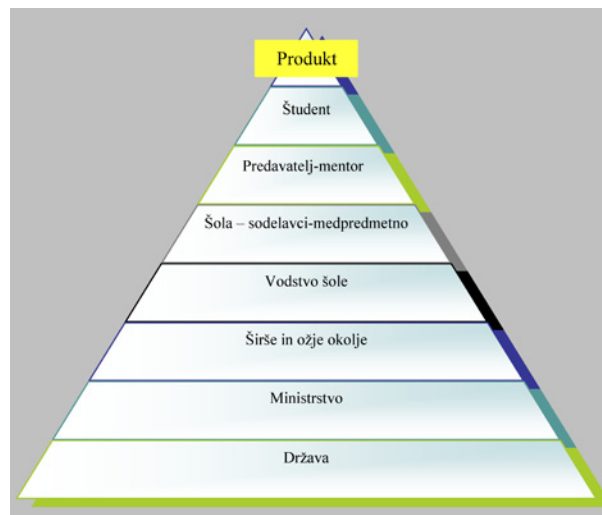 Produkt
Študent
Predavatelj-mentor
Šola – sodelavci-medpredmetno
Vodstvo šole
Širše in ožje okolje
Ministrstvo
Država